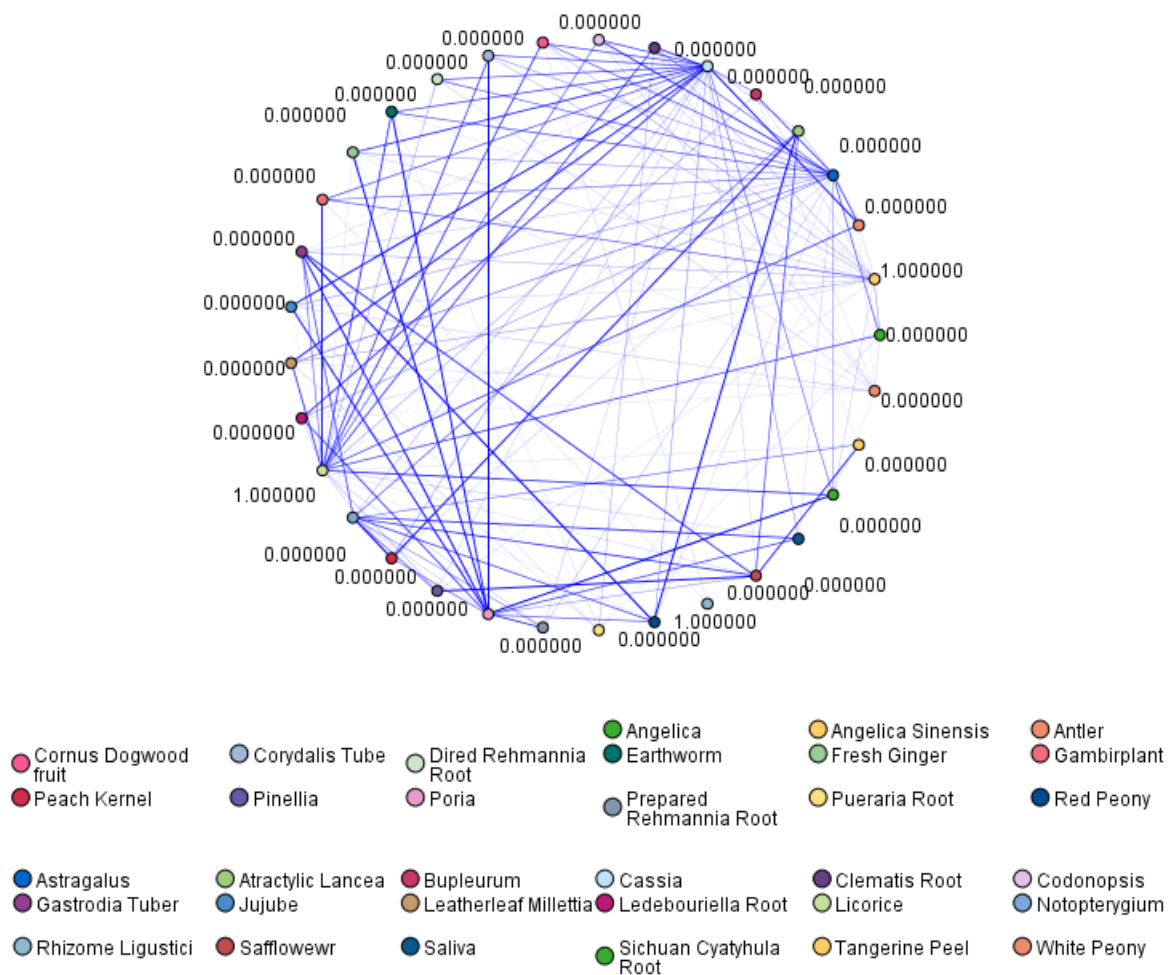 0.000000
0.000000
0.000000
0.000000
0.000000
0.000000
0.000000
0.000000
0.000000
0.000000
0.000000
0.000000
0.000000
1.000000
0.000000
0.000000
0.000000
0.000000
0.000000
0.000000
0.000000
1.000000
0.000000
0.000000
0.000000
0.000000
0.000000
0.000000
1.000000
0.000000
0.000000
Angelica
Angelica Sinensis
Antler
Cornus Dogwood
fruit
Corydalis Tube
Dired Rehmannia
Root
Earthworm
Fresh Ginger
Gambirplant
Peach Kernel
Pinellia
Poria
Prepared
Rehmannia Root
Pueraria Root
Red Peony
Astragalus
Atractylic Lancea
Bupleurum
Cassia
Clematis Root
Codonopsis
Gastrodia Tuber
Jujube
Leatherleaf Millettia
Ledebouriella Root
Licorice
Notopterygium
Rhizome Ligustici
Safflowewr
Saliva
Sichuan Cyatyhula
Root
Tangerine Peel
White Peony